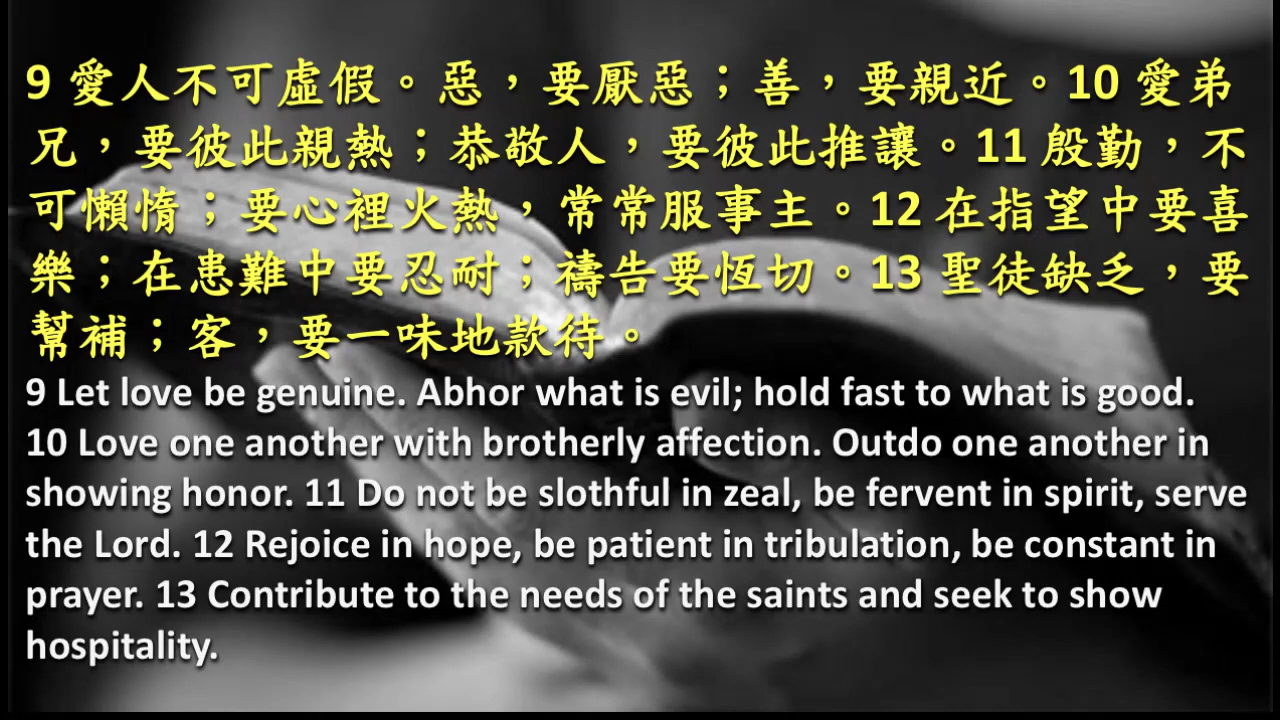 9 愛人不可虛假。惡，要厭惡；善，要親近。10 愛弟
兄，要彼此親熱；恭敬人，要彼此推讓。11 殷勤，不
可懶惰；要心裡火熱，常常服事主。12 在指望中要喜
樂；在患難中要忍耐；禱告要恆切。13 聖徒缺乏，要
幫補；客，要一味地款待。
9 Let love be genuine. Abhor what is evil; hold fast to what is good.
10 Love one another with brotherly affection. Outdo one another in
showing honor. 11 Do not be slothful in zeal, be fervent in spirit, serve
the Lord. 12 Rejoice in hope, be patient in tribulation, be constant in
prayer. 13 Contribute to the needs of the saints and seek to show
hospitality.